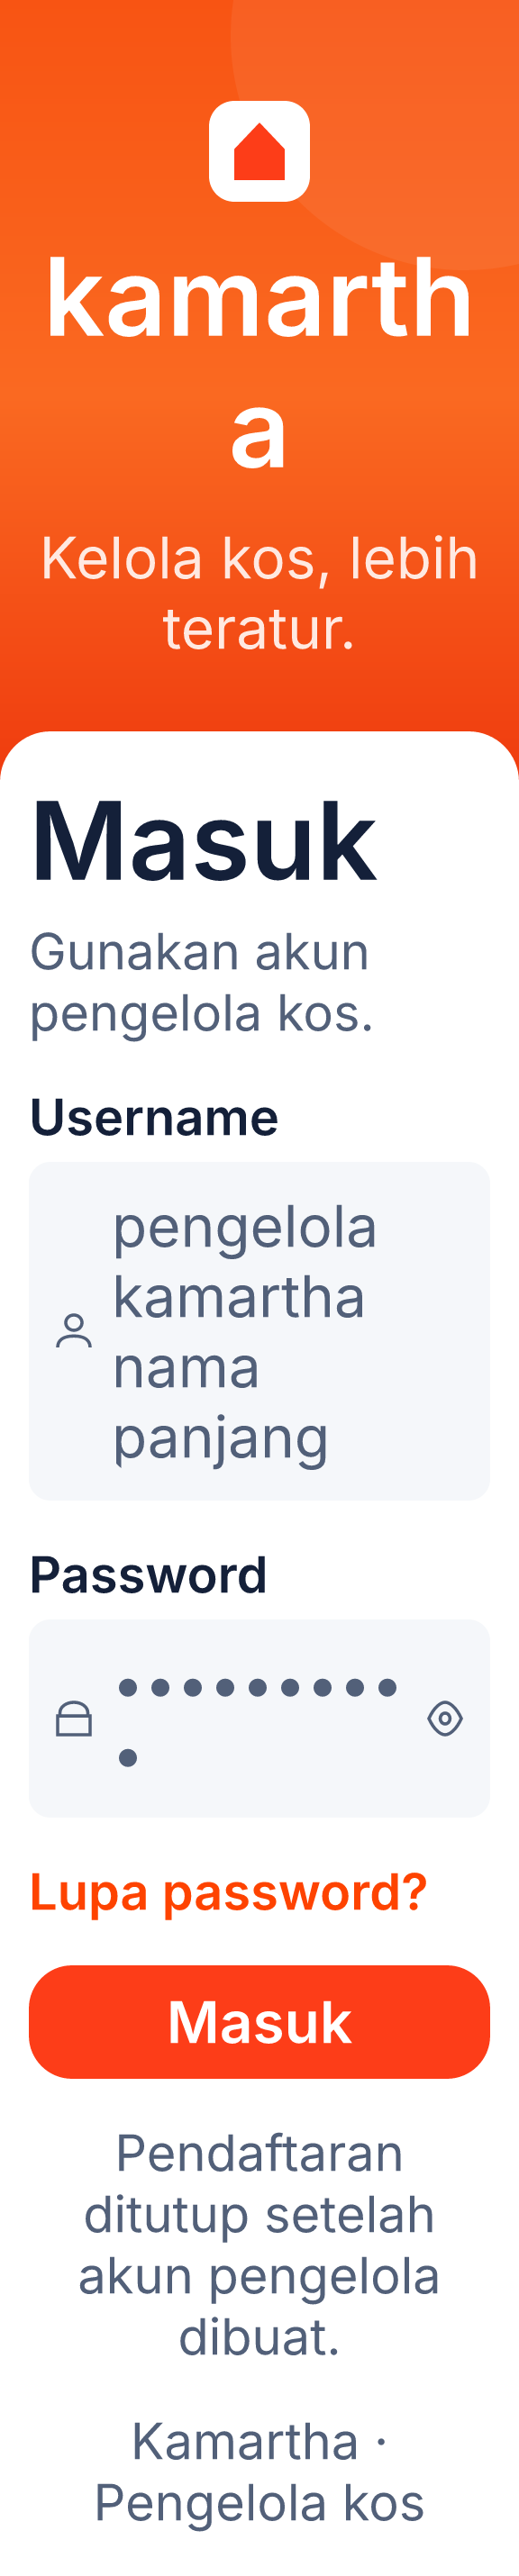 kamarth
a
Kelola kos, lebih
teratur.
Masuk
Gunakan akun
pengelola kos.
Username
pengelola
kamartha
nama
panjang
Password
•••••••••
•
Lupa password?
Masuk
Pendaftaran
ditutup setelah
akun pengelola
dibuat.
Kamartha ·
Pengelola kos